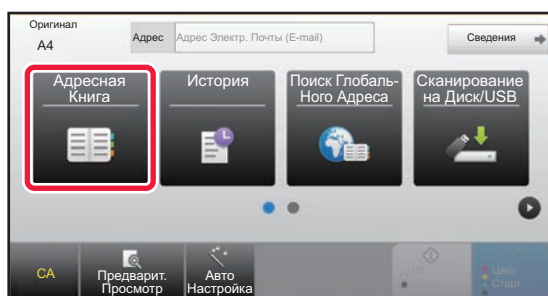 Оригинал
A4
Адрес
Адрес Электр. Почты (E-mail)
Сведения
Адресная
Книга
История
Поиск Глобаль-
Ного Адреса
Сканирование
на Диск/USB
CA
Предварит.
Просмотр
Авто
Настройка
Ч/Б
Старт
Цвет
Старт